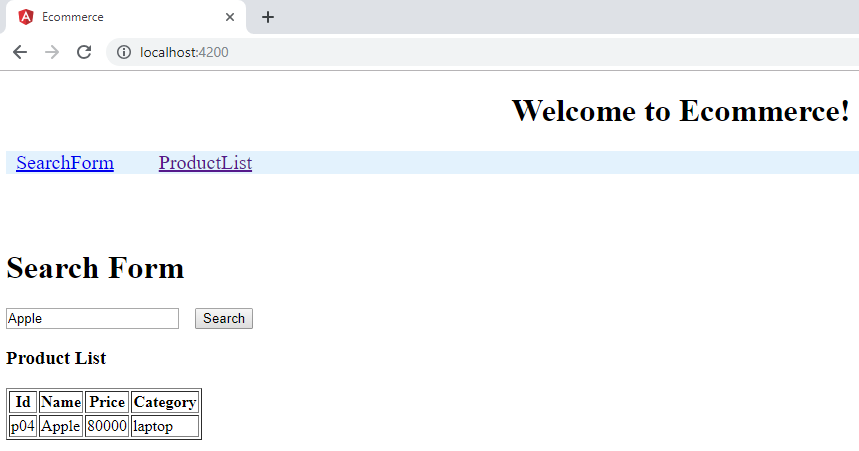 Ecommerce
localhost:4200
Welcome to Ecommerce!
SearchForm ProductList
Search Form
Apple Search
Product List
Id Name Price Category
p04 Apple 80000 laptop